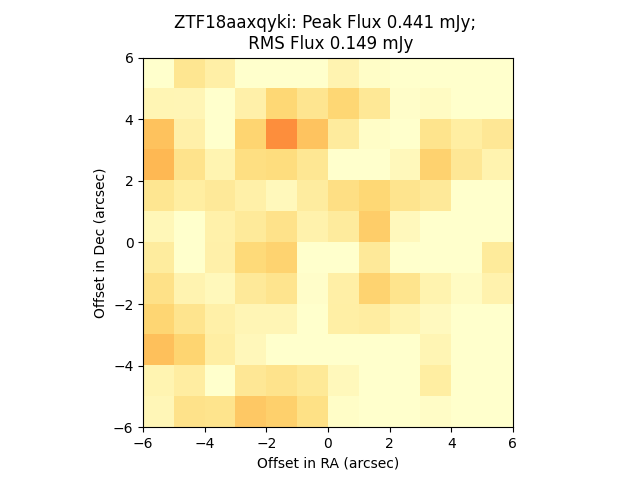 ZTF18aaxqyki: Peak Flux 0.441 mJy;
RMS Flux 0.149 mJy
6
4
2
0
−2
−4
−6
Offset in Dec (arcsec)
−6 −4 −2 0 2 4 6
Offset in RA (arcsec)